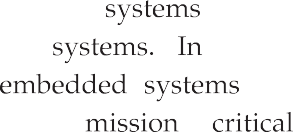 systems
systems. In
embedded systems
mission critical